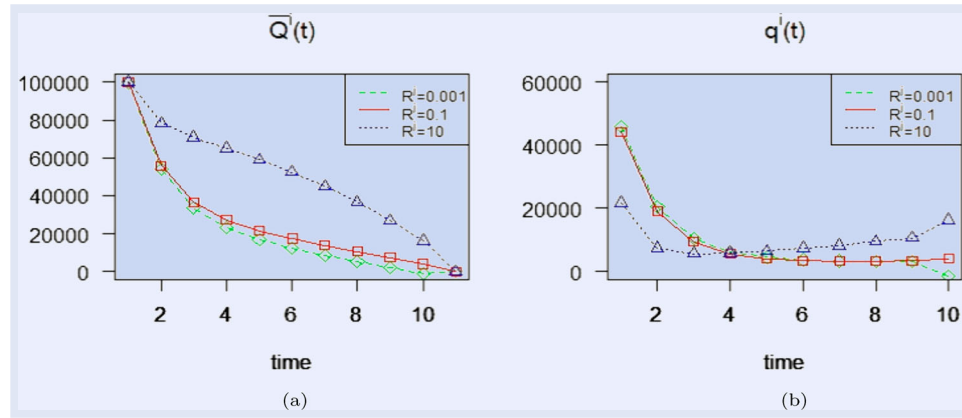 Q̅ⁱ(t)
100000
80000
60000
40000
20000
0
Rⁱ=0.001
Rⁱ=0.1
Rⁱ=10
2 4 6 8 10
time
(a)
qⁱ(t)
60000
40000
20000
0
Rⁱ=0.001
Rⁱ=0.1
Rⁱ=10
2 4 6 8 10
time
(b)